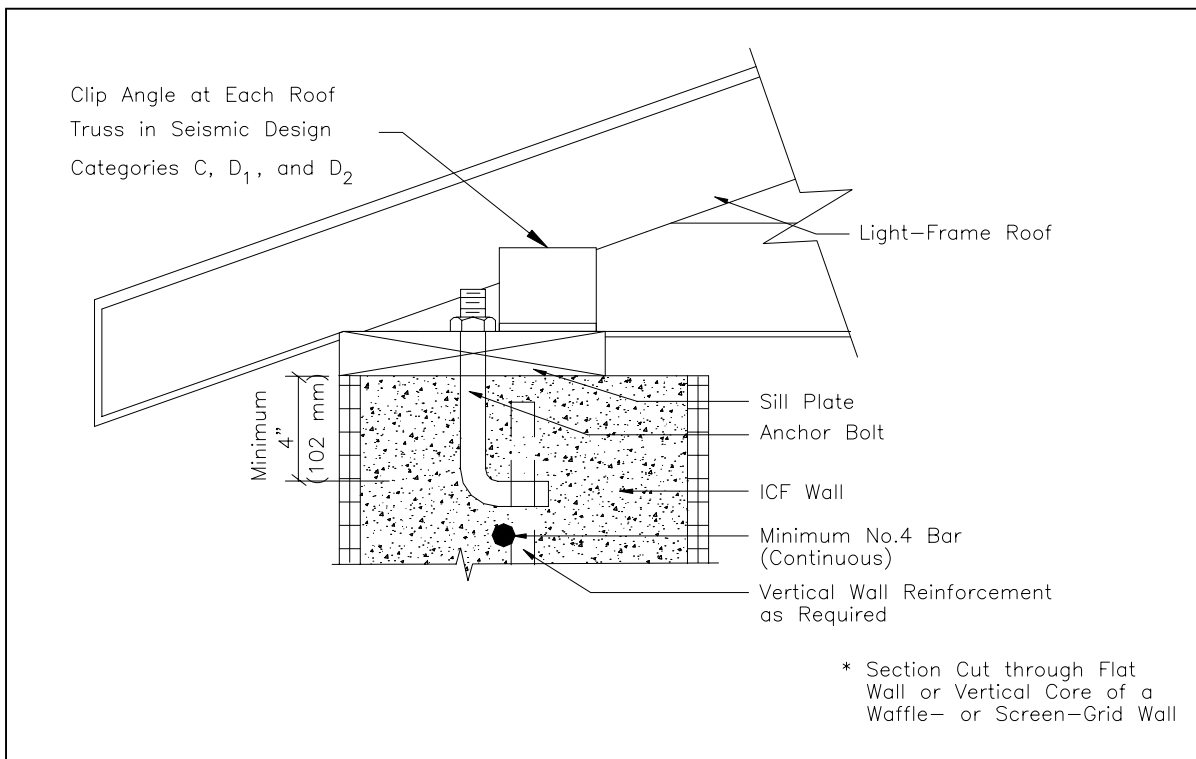 Clip Angle at Each Roof
Truss in Seismic Design
Categories C, D₁, and D₂
Light-Frame Roof
Minimum
4"
(102 mm)
Sill Plate
Anchor Bolt
ICF Wall
Minimum No.4 Bar
(Continuous)
Vertical Wall Reinforcement
as Required
* Section Cut through Flat
Wall or Vertical Core of a
Waffle- or Screen-Grid Wall